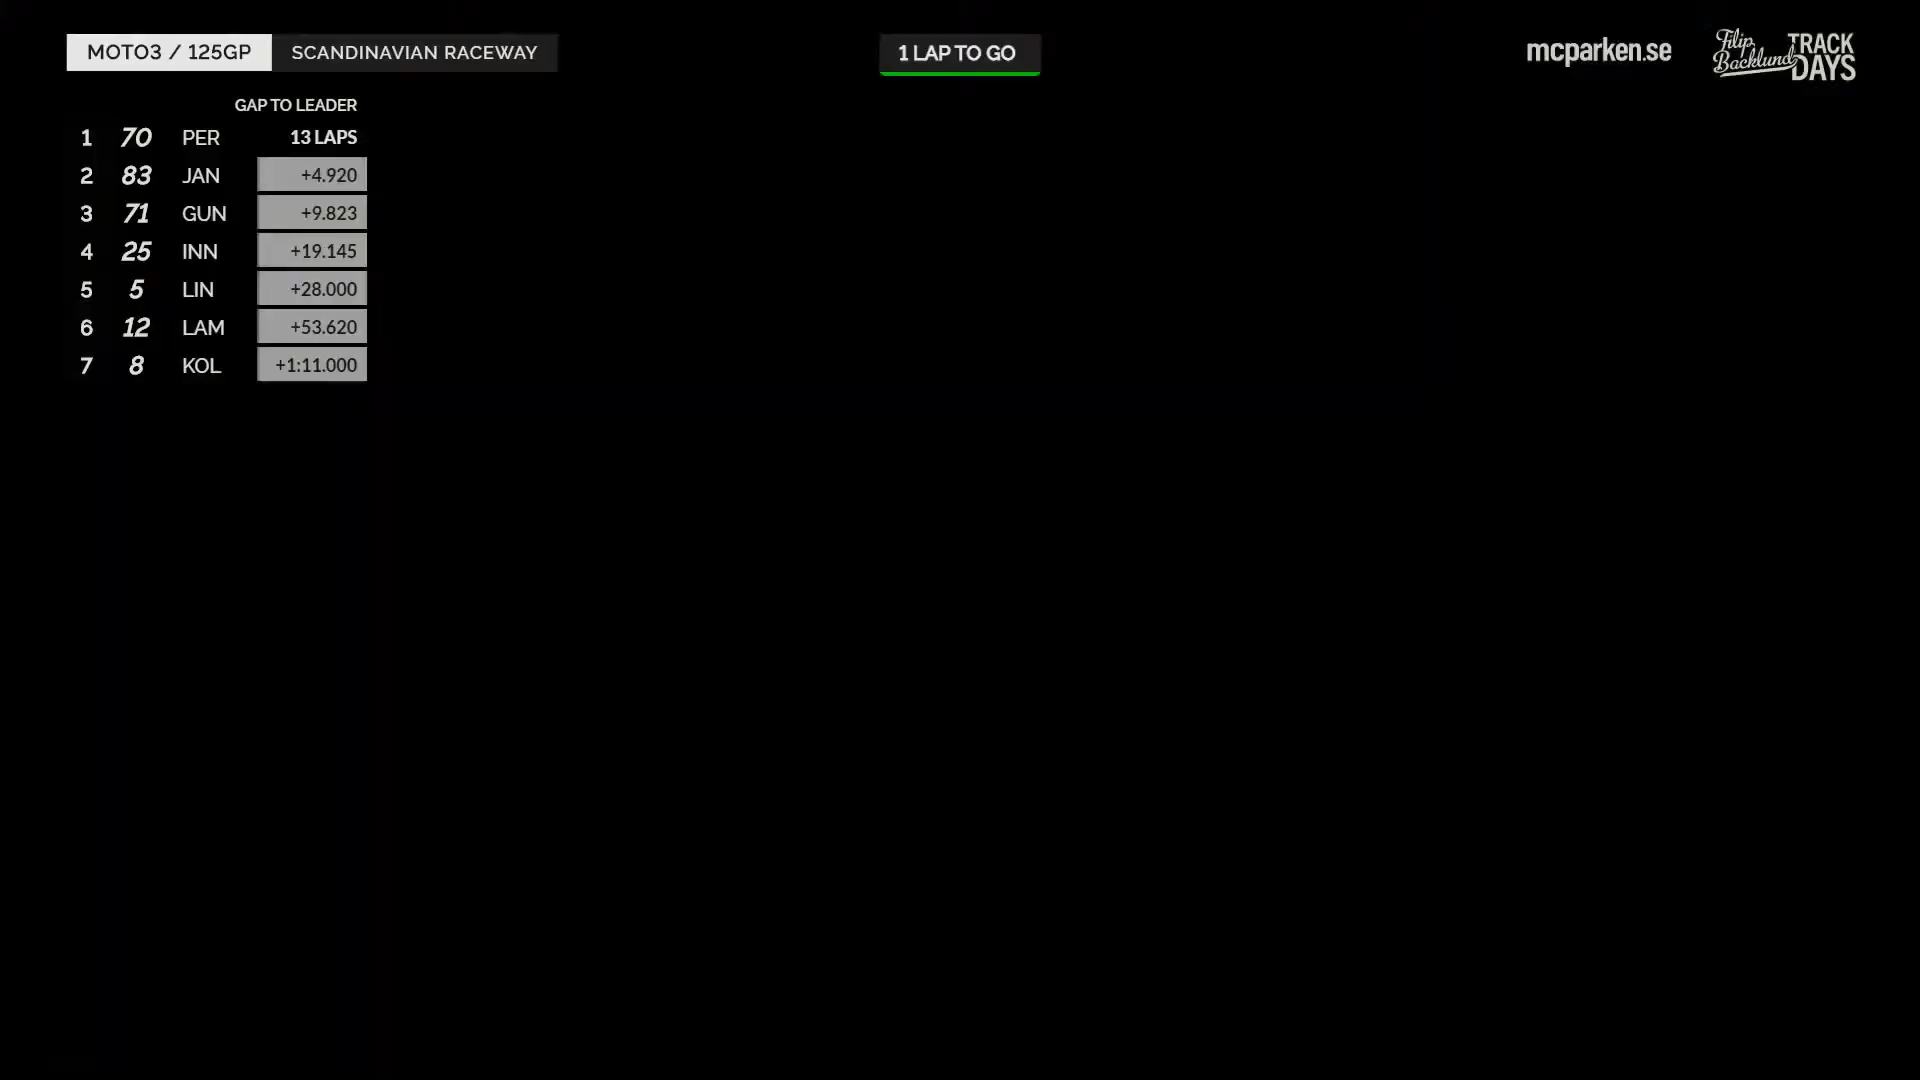 MOTO3 / 125GP SCANDINAVIAN RACEWAY
1 LAP TO GO
mcparken.se
Filip Backlund TRACK DAYS
GAP TO LEADER
1 70 PER 13 LAPS
2 83 JAN +4.920
3 71 GUN +9.823
4 25 INN +19.145
5 5 LIN +28.000
6 12 LAM +53.620
7 8 KOL +1:11.000